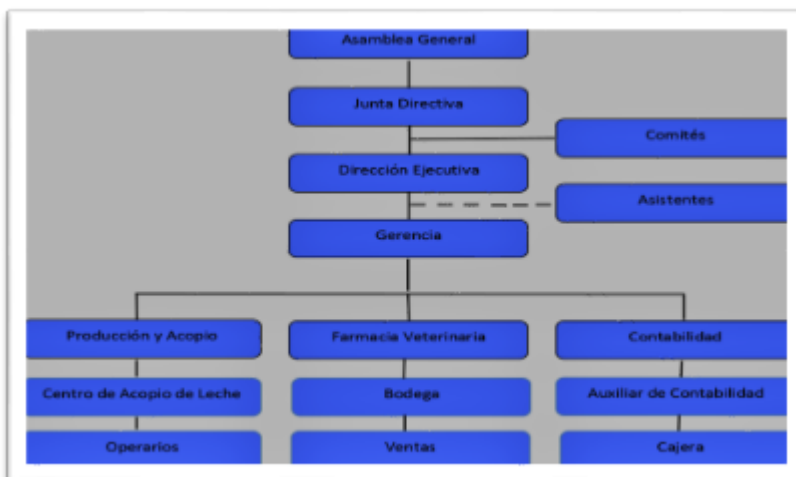 Asamblea General
Junta Directiva
Comités
Dirección Ejecutiva
Asistentes
Gerencia
Producción y Acopio
Farmacia Veterinaria
Contabilidad
Centro de Acopio de Leche
Bodega
Auxiliar de Contabilidad
Operarios
Ventas
Cajera